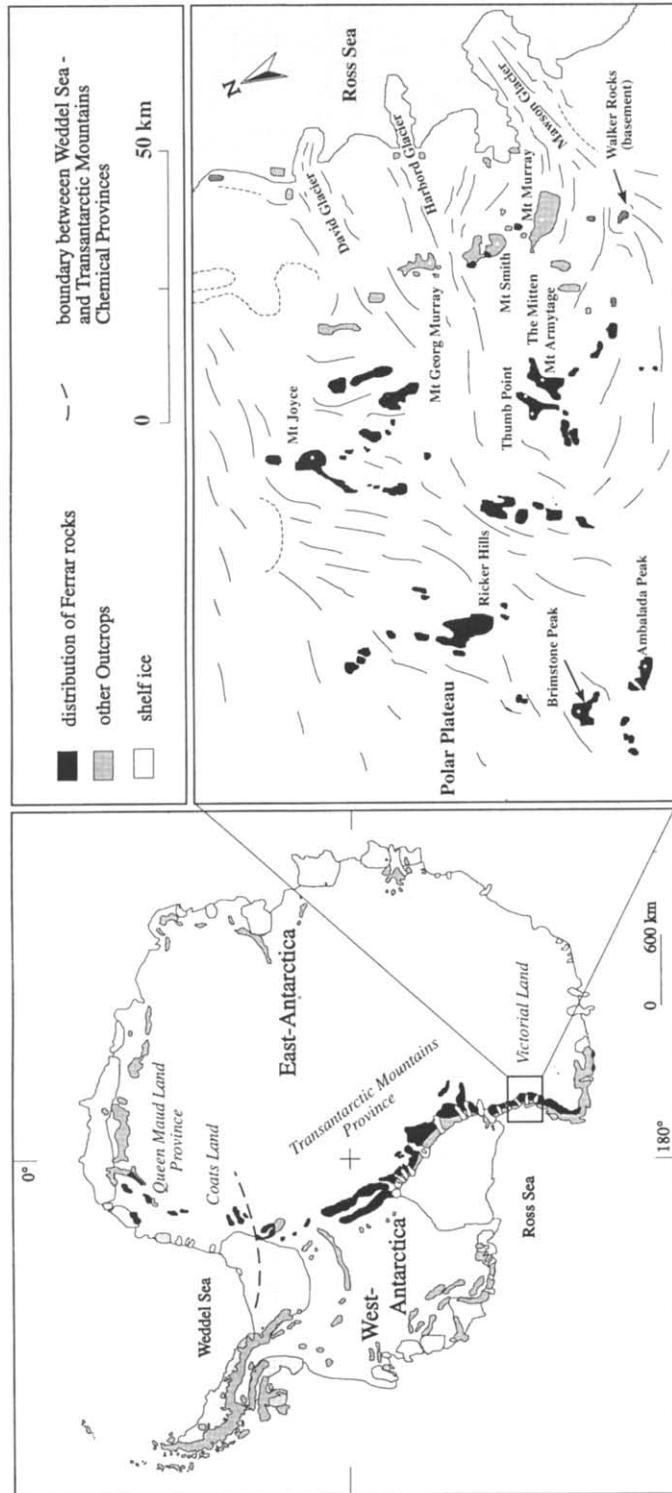 0°
Weddel Sea
Queen Maud Land
Province
Coats Land
East-Antarctica
Transantarctic Mountains
Province
West-
Antarctica
Victorial Land
Ross Sea
0 600 km
180°
distribution of Ferrar rocks
other Outcrops
shelf ice
boundary betweeen Weddel Sea -
and Transantarctic Mountains
Chemical Provinces
0 50 km
N
Ross Sea
David Glacier
Harbord Glacier
Mawson Glacier
Mt Joyce
Mt Georg Murray
Mt Smith
Mt Murray
The Mitten
Mt Armytage
Thumb Point
Walker Rocks
(basement)
Ricker Hills
Polar Plateau
Brimstone Peak
Ambalada Peak